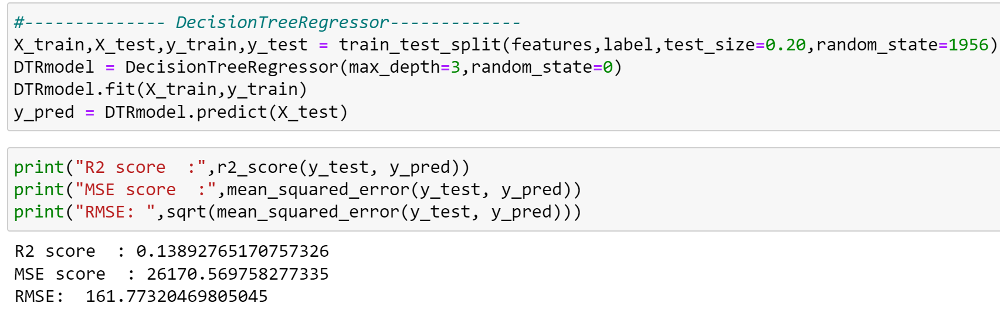 #-------------- DecisionTreeRegressor-------------
X_train,X_test,y_train,y_test = train_test_split(features,label,test_size=0.20,random_state=1956)
DTRmodel = DecisionTreeRegressor(max_depth=3,random_state=0)
DTRmodel.fit(X_train,y_train)
y_pred = DTRmodel.predict(X_test)
print("R2 score  :",r2_score(y_test, y_pred))
print("MSE score  :",mean_squared_error(y_test, y_pred))
print("RMSE: ",sqrt(mean_squared_error(y_test, y_pred)))
R2 score  : 0.13892765170757326
MSE score  : 26170.569758277335
RMSE:  161.77320469805045